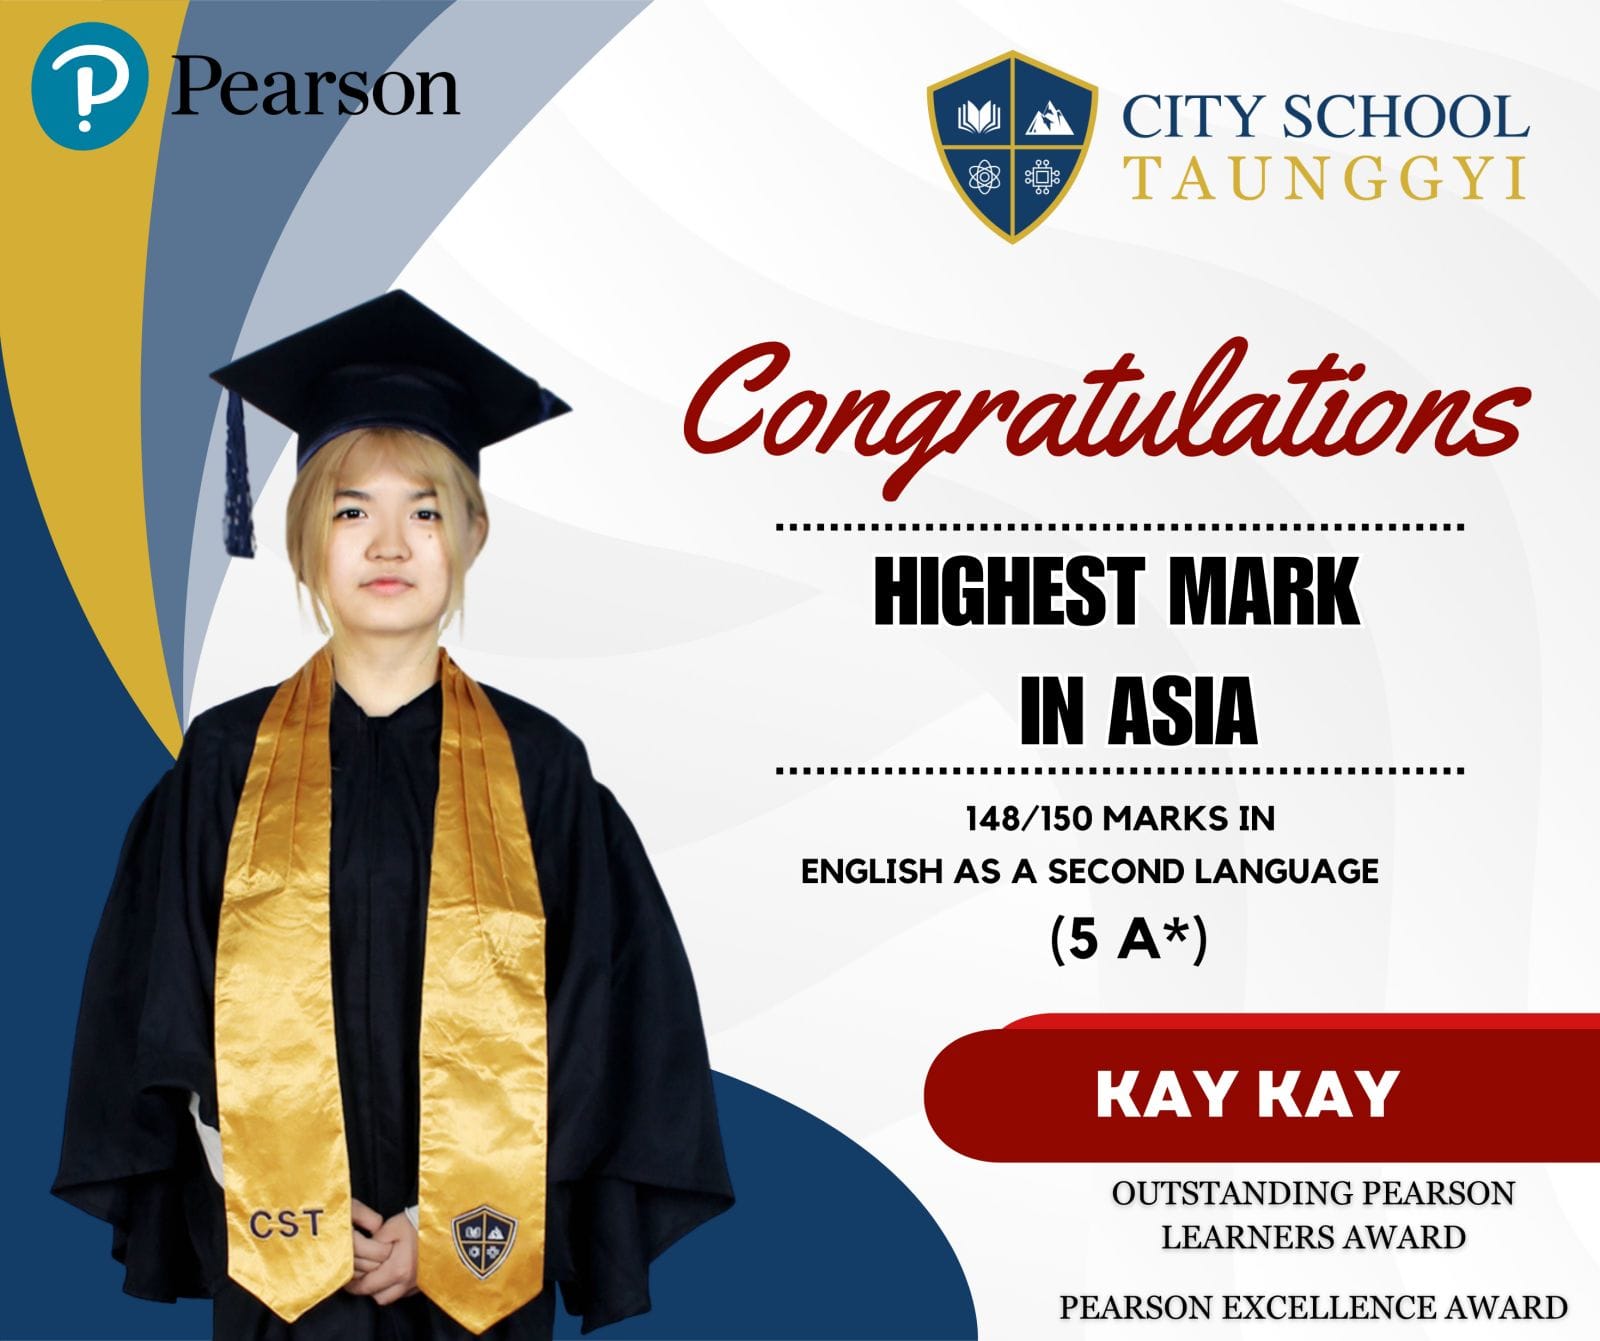 Pearson
CITY SCHOOL
TAUNGGYI
Congratulations
HIGHEST MARK
IN ASIA
148/150 MARKS IN
ENGLISH AS A SECOND LANGUAGE
(5 A*)
KAY KAY
OUTSTANDING PEARSON
LEARNERS AWARD
PEARSON EXCELLENCE AWARD
CST